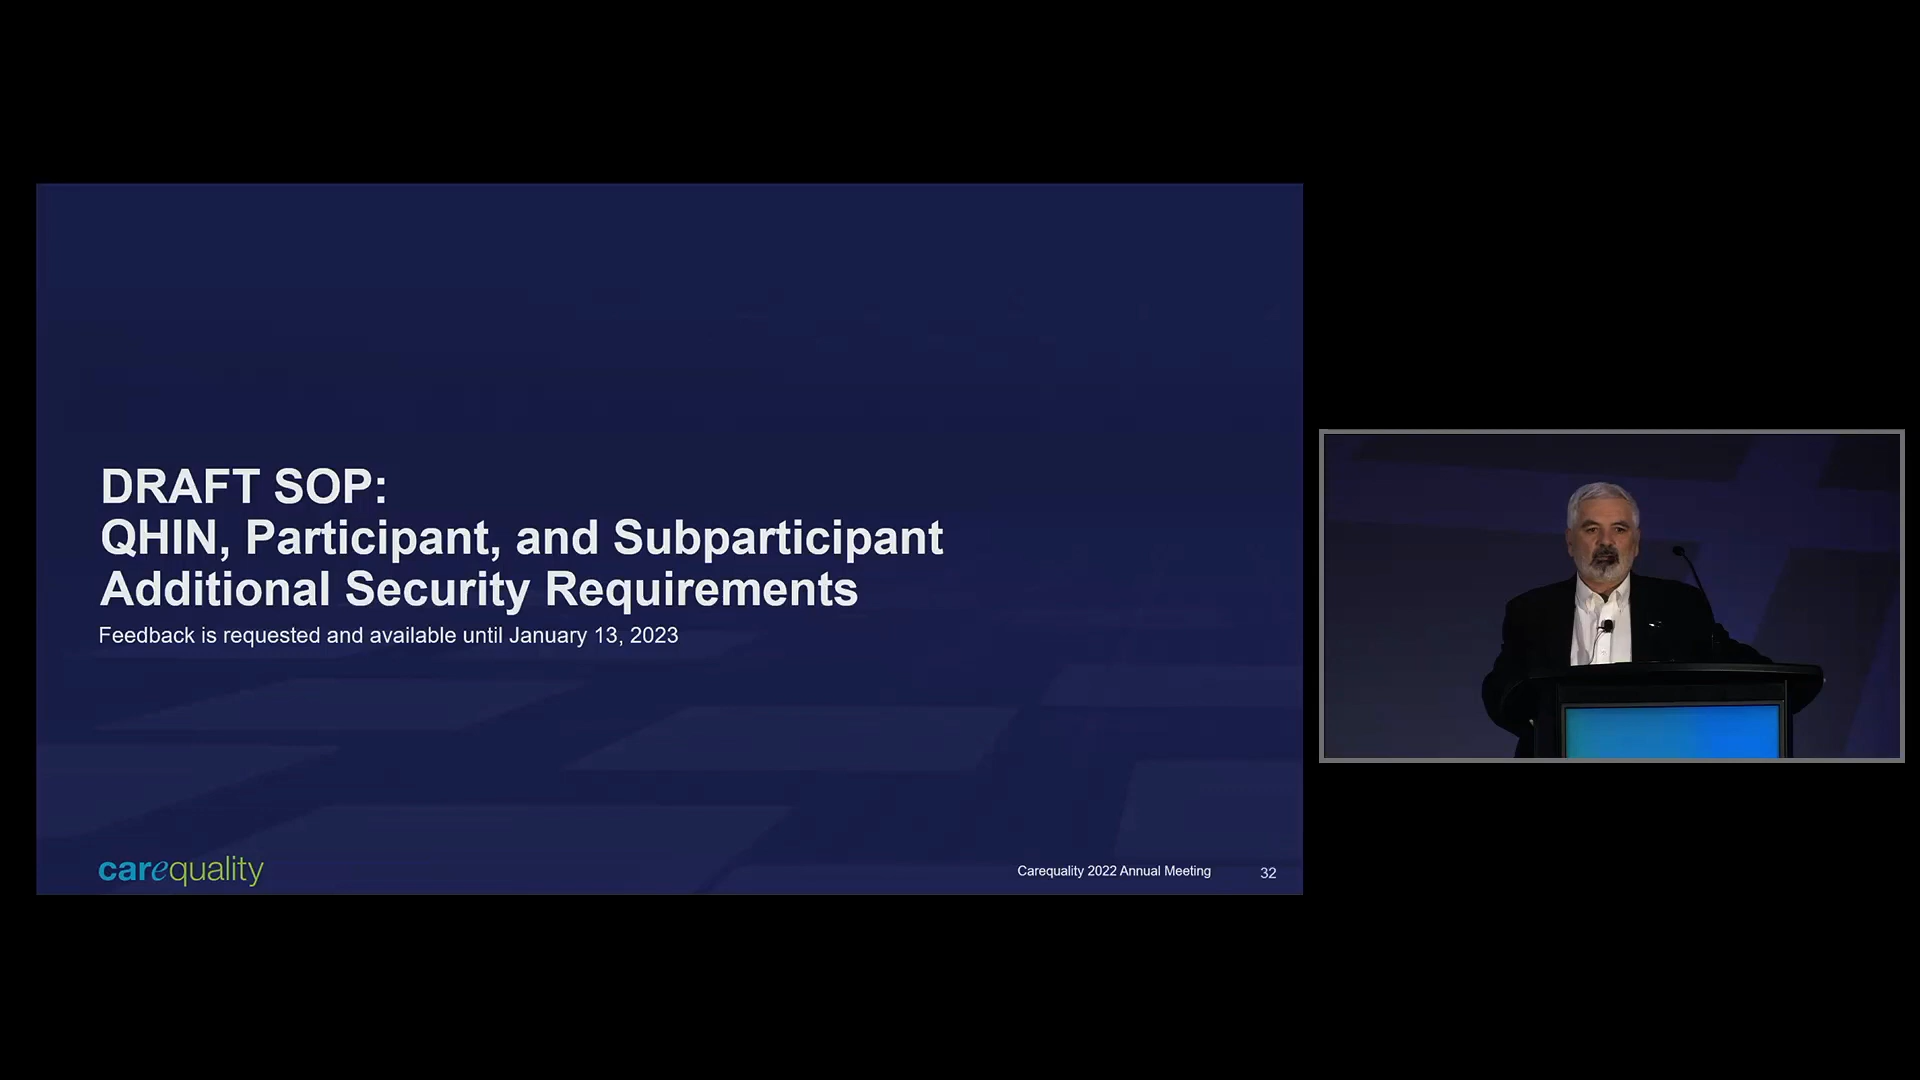 DRAFT SOP:
QHIN, Participant, and Subparticipant
Additional Security Requirements
Feedback is requested and available until January 13, 2023
carequality
Carequality 2022 Annual Meeting
32